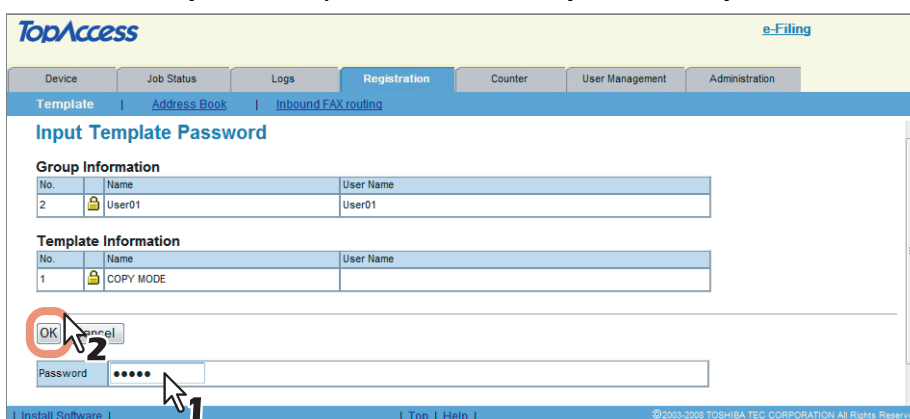 TopAccess
e-Filing
Device Job Status Logs Registration Counter User Management Administration
Template | Address Book | Inbound FAX routing
Input Template Password
Group Information
No. Name User Name
2 User01 User01
Template Information
No. Name User Name
1 COPY MODE
OK Cancel
2
Password •••••
1
| Install Software | | Top | Help | ©2003-2008 TOSHIBA TEC CORPORATION All Rights Reserv